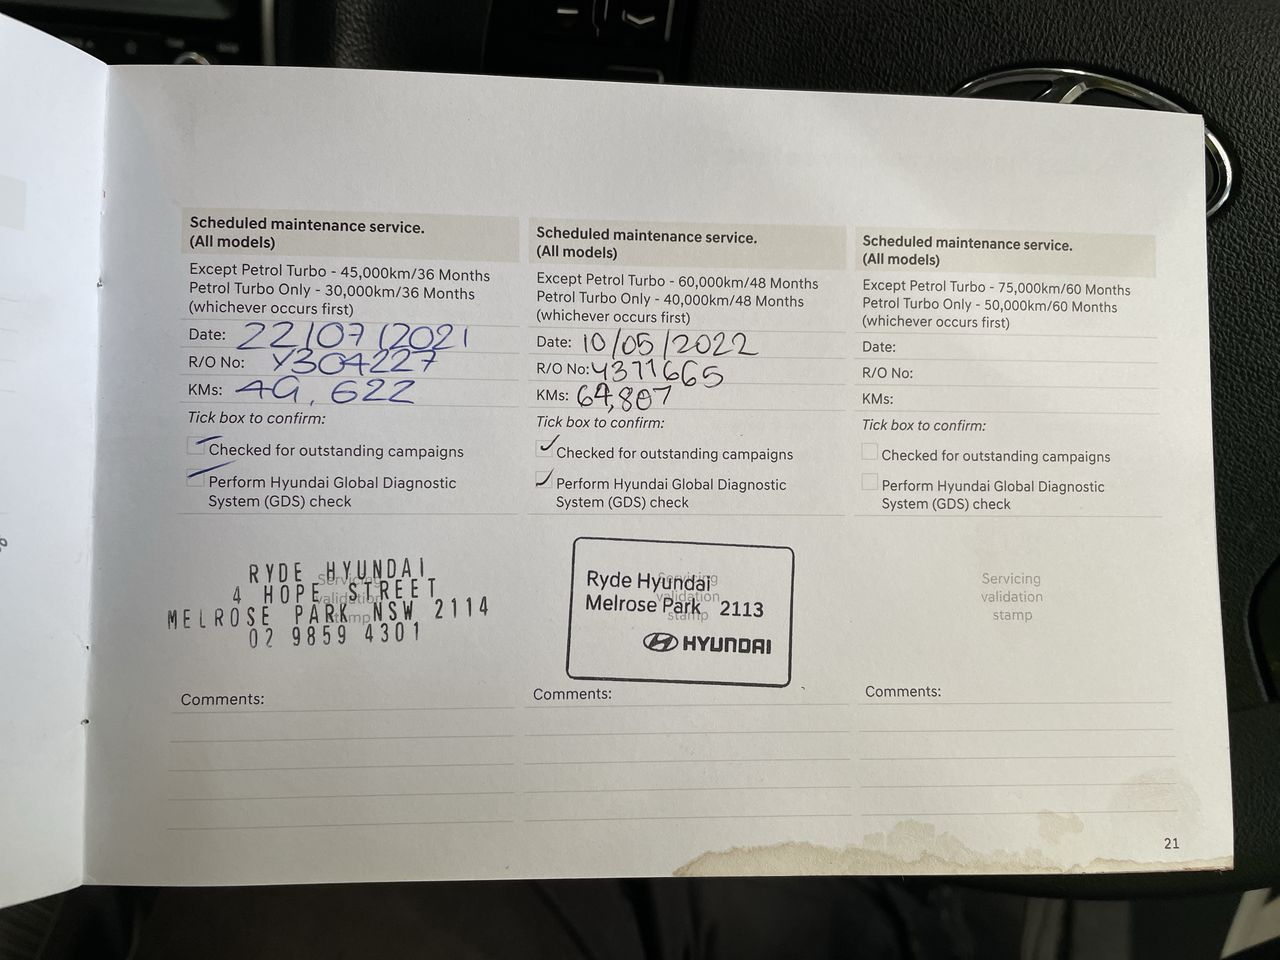 Scheduled maintenance service.
(All models)
Except Petrol Turbo - 45,000km/36 Months
Petrol Turbo Only - 30,000km/36 Months
(whichever occurs first)
Date: 22/07/2021
R/O No: Y304227
KMs: 49,622
Tick box to confirm:
Checked for outstanding campaigns
Perform Hyundai Global Diagnostic
System (GDS) check
RYDE HYUNDAI
4 HOPE STREET
MELROSE PARK NSW 2114
02 9859 4301
Servicing
validation
stamp
Comments:
Scheduled maintenance service.
(All models)
Except Petrol Turbo - 60,000km/48 Months
Petrol Turbo Only - 40,000km/48 Months
(whichever occurs first)
Date: 10/05/2022
R/O No: Y371665
KMs: 64,807
Tick box to confirm:
Checked for outstanding campaigns
Perform Hyundai Global Diagnostic
System (GDS) check
Ryde Hyundai
Melrose Park 2113
HYUNDAI
Servicing
validation
stamp
Comments:
Scheduled maintenance service.
(All models)
Except Petrol Turbo - 75,000km/60 Months
Petrol Turbo Only - 50,000km/60 Months
(whichever occurs first)
Date:
R/O No:
KMs:
Tick box to confirm:
Checked for outstanding campaigns
Perform Hyundai Global Diagnostic
System (GDS) check
Servicing
validation
stamp
Comments:
21